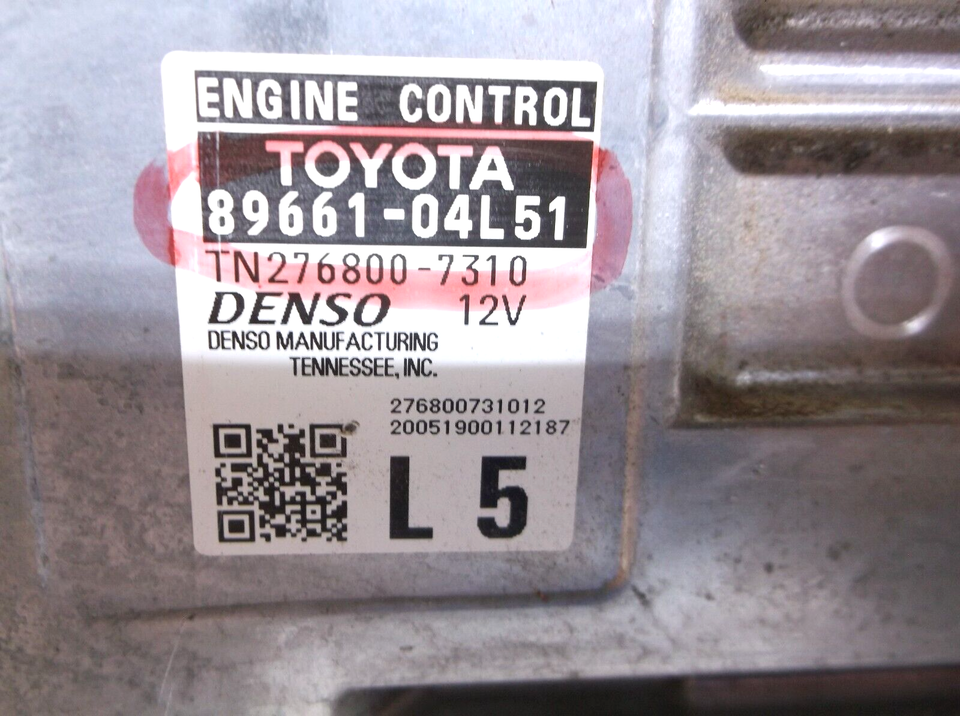 ENGINE CONTROL
TOYOTA
89661-04L51
TN276800-7310
DENSO 12V
DENSO MANUFACTURING
TENNESSEE, INC.
276800731012
20051900112187
L 5